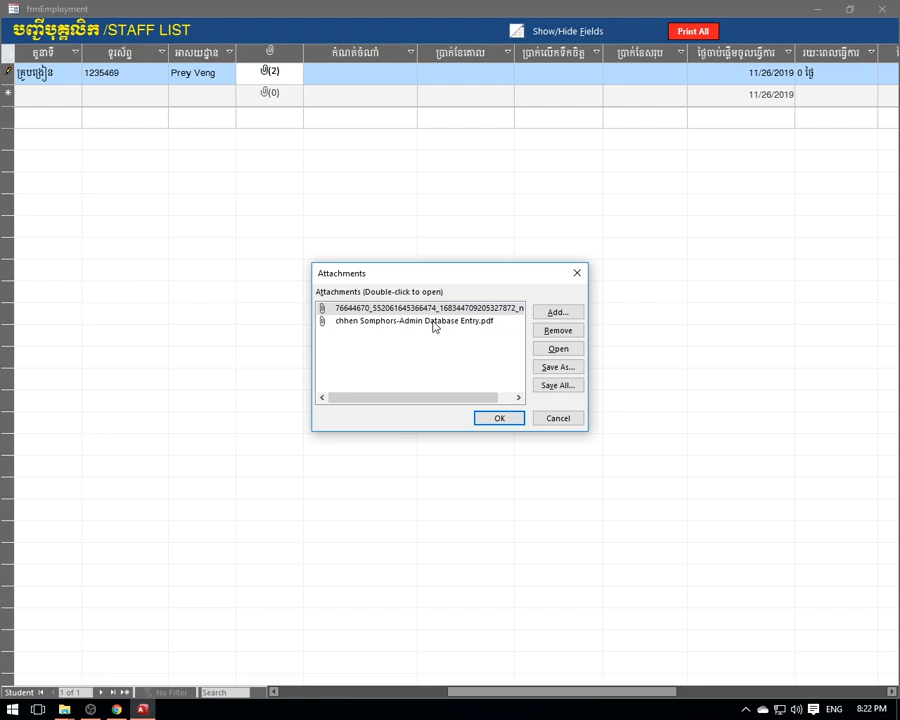 frmEmployment
បញ្ជីបុគ្គលិក /STAFF LIST
Show/Hide Fields
Print All
តួនាទី ទូរស័ព្ទ អាសយដ្ឋាន កំណត់ចំណាំ ប្រាក់ខែគោល ប្រាក់លើកទឹកចិត្ត ប្រាក់ខែសរុប ថ្ងៃចាប់ផ្តើមចូលធ្វើការ រយះពេលធ្វើការ
គ្រូបង្រៀន 1235469 Prey Veng (2) 11/26/2019 0 ថ្ងៃ
(0) 11/26/2019
Attachments
Attachments (Double-click to open)
76644670_552061645366474_168344709205327872_n
chhen Somphors-Admin Database Entry.pdf
Add...
Remove
Open
Save As...
Save All...
OK
Cancel
Student 1 of 1 No Filter Search
ENG 8:22 PM